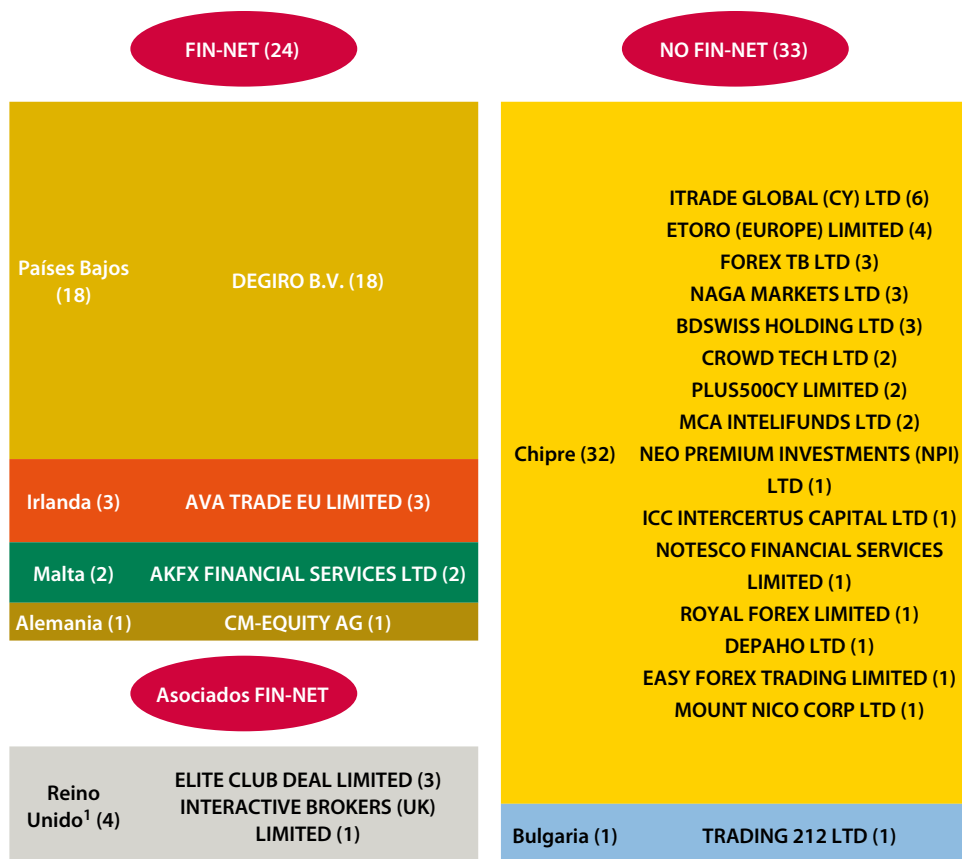 FIN-NET (24)
Países Bajos
(18)
DEGIRO B.V. (18)
Irlanda (3)
AVA TRADE EU LIMITED (3)
Malta (2)
AKFX FINANCIAL SERVICES LTD (2)
Alemania (1)
CM-EQUITY AG (1)
Asociados FIN-NET
Reino
Unido¹ (4)
ELITE CLUB DEAL LIMITED (3)
INTERACTIVE BROKERS (UK)
LIMITED (1)
NO FIN-NET (33)
Chipre (32)
ITRADE GLOBAL (CY) LTD (6)
ETORO (EUROPE) LIMITED (4)
FOREX TB LTD (3)
NAGA MARKETS LTD (3)
BDSWISS HOLDING LTD (3)
CROWD TECH LTD (2)
PLUS500CY LIMITED (2)
MCA INTELIFUNDS LTD (2)
NEO PREMIUM INVESTMENTS (NPI)
LTD (1)
ICC INTERCERTUS CAPITAL LTD (1)
NOTESCO FINANCIAL SERVICES
LIMITED (1)
ROYAL FOREX LIMITED (1)
DEPAHO LTD (1)
EASY FOREX TRADING LIMITED (1)
MOUNT NICO CORP LTD (1)
Bulgaria (1)
TRADING 212 LTD (1)